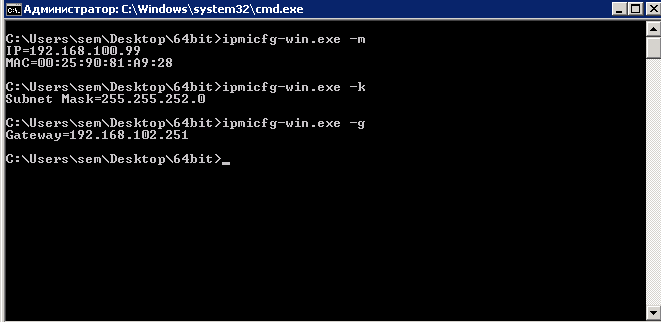 Администратор: C:\Windows\system32\cmd.exe
C:\Users\sem\Desktop\64bit>ipmicfg-win.exe -m
IP=192.168.100.99
MAC=00:25:90:81:A9:28
C:\Users\sem\Desktop\64bit>ipmicfg-win.exe -k
Subnet Mask=255.255.252.0
C:\Users\sem\Desktop\64bit>ipmicfg-win.exe -g
Gateway=192.168.102.251
C:\Users\sem\Desktop\64bit>_